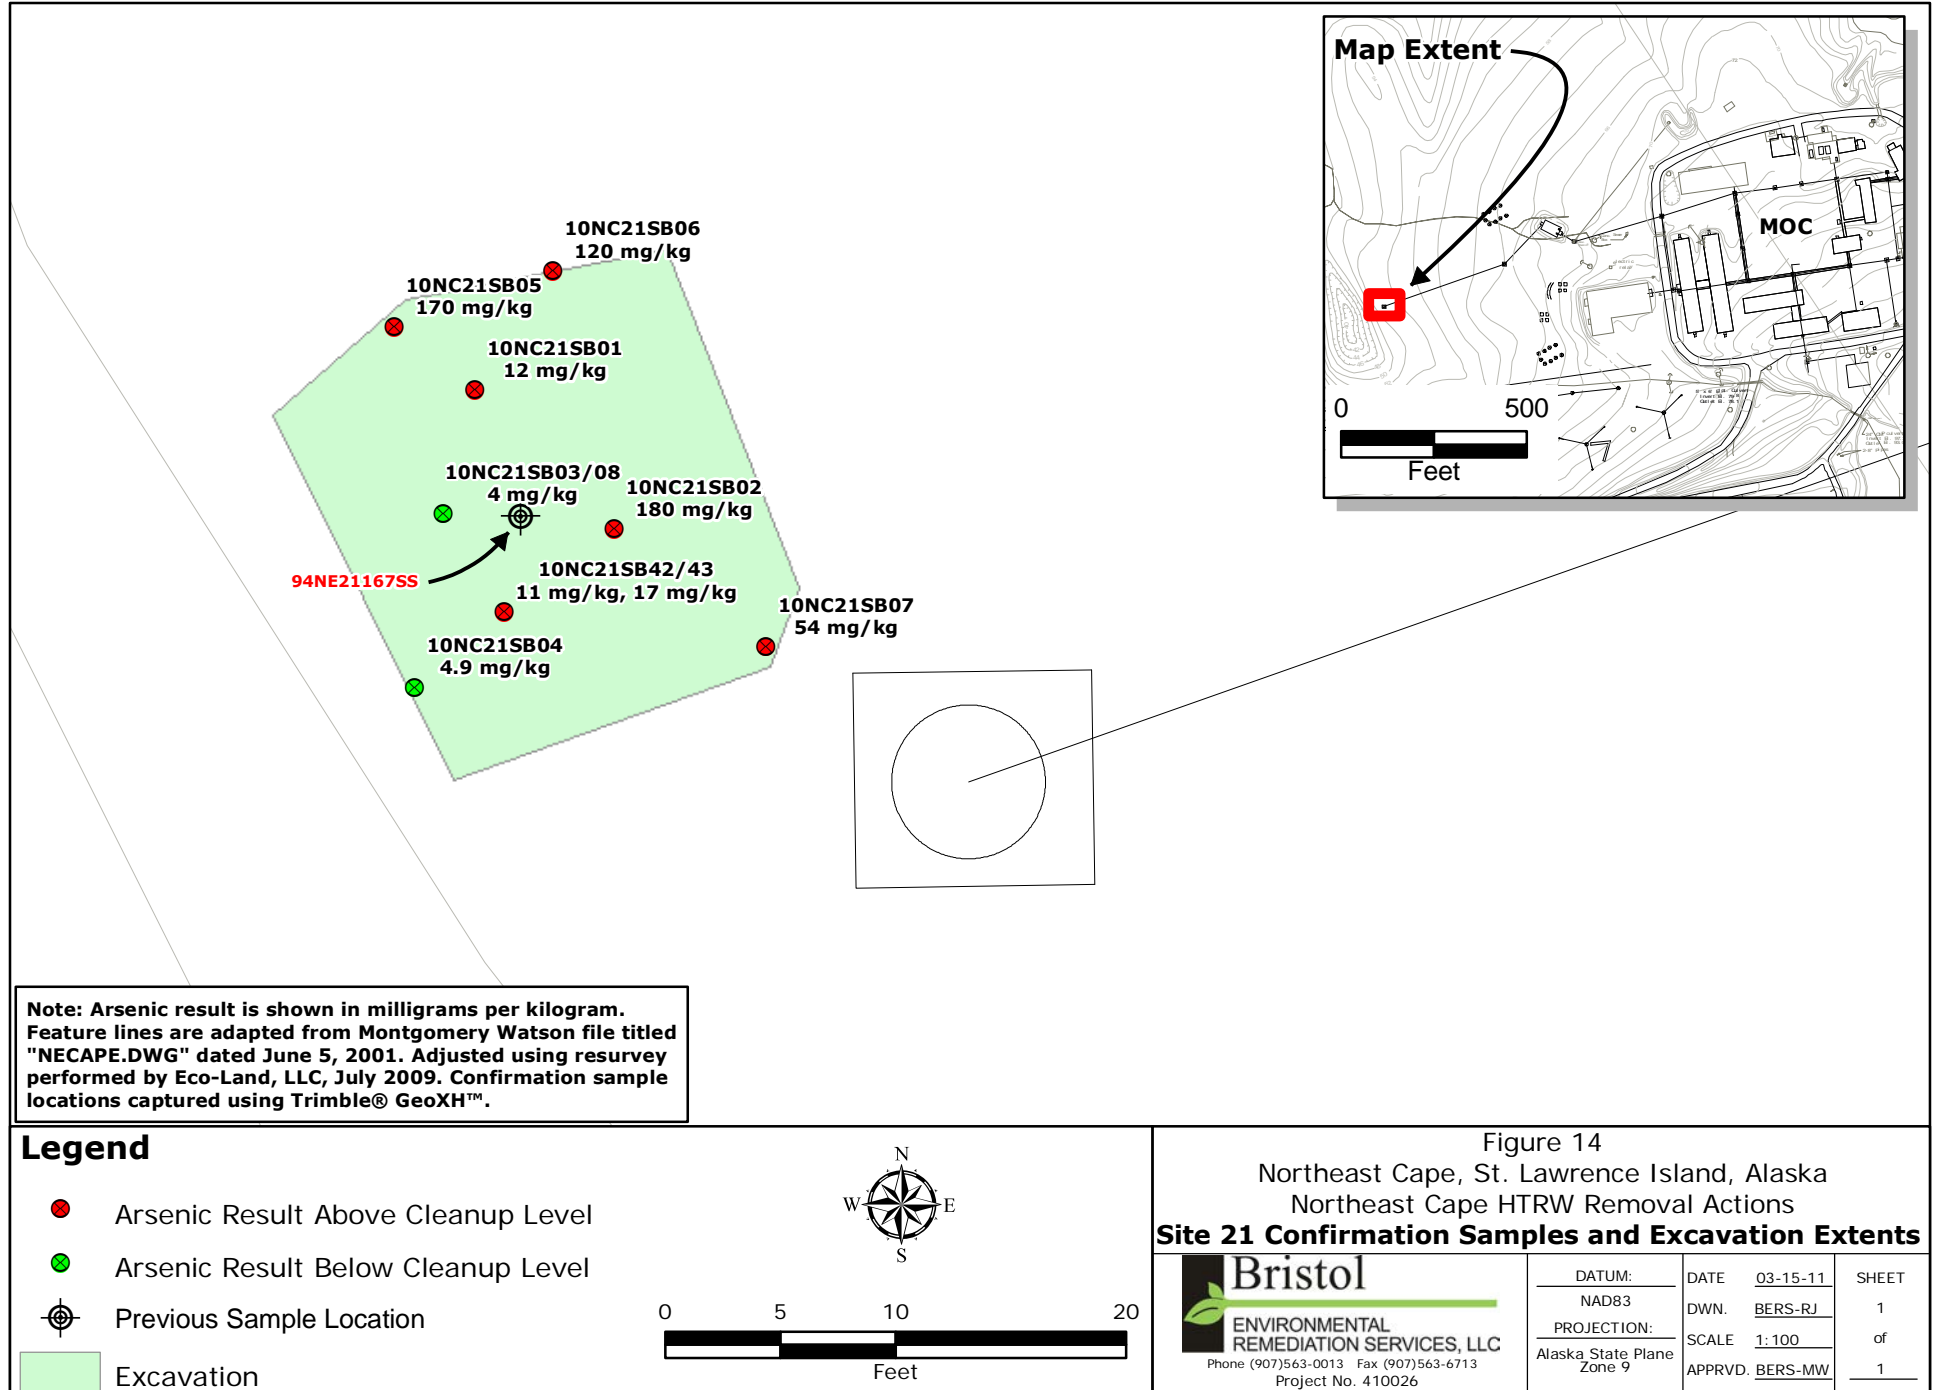 Map Extent
MOC
0 500
Feet
10NC21SB06
120 mg/kg
10NC21SB05
170 mg/kg
10NC21SB01
12 mg/kg
10NC21SB03/08
4 mg/kg
10NC21SB02
180 mg/kg
94NE21167SS
10NC21SB42/43
11 mg/kg, 17 mg/kg
10NC21SB07
54 mg/kg
10NC21SB04
4.9 mg/kg
Note: Arsenic result is shown in milligrams per kilogram.
Feature lines are adapted from Montgomery Watson file titled
"NECAPE.DWG" dated June 5, 2001. Adjusted using resurvey
performed by Eco-Land, LLC, July 2009. Confirmation sample
locations captured using Trimble® GeoXH™.
Legend
Arsenic Result Above Cleanup Level
Arsenic Result Below Cleanup Level
Previous Sample Location
Excavation
N
W E
S
0 5 10 20
Feet
Figure 14
Northeast Cape, St. Lawrence Island, Alaska
Northeast Cape HTRW Removal Actions
Site 21 Confirmation Samples and Excavation Extents
Bristol
ENVIRONMENTAL
REMEDIATION SERVICES, LLC
Phone (907)563-0013 Fax (907)563-6713
Project No. 410026
DATUM:
NAD83
PROJECTION:
Alaska State Plane
Zone 9
DATE 03-15-11
DWN. BERS-RJ
SCALE 1:100
APPRVD. BERS-MW
SHEET
1
of
1